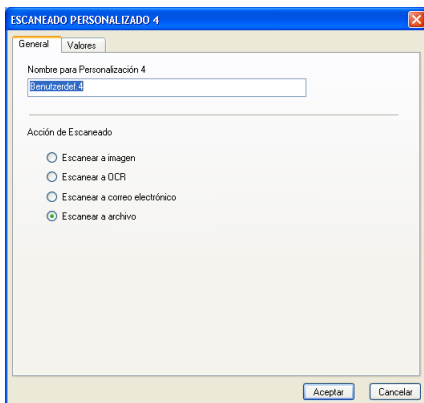 ESCANEADO PERSONALIZADO 4
General Valores
Nombre para Personalización 4
Benutzerdef.4
Acción de Escaneado
Escanear a imagen
Escanear a OCR
Escanear a correo electrónico
Escanear a archivo
Aceptar Cancelar